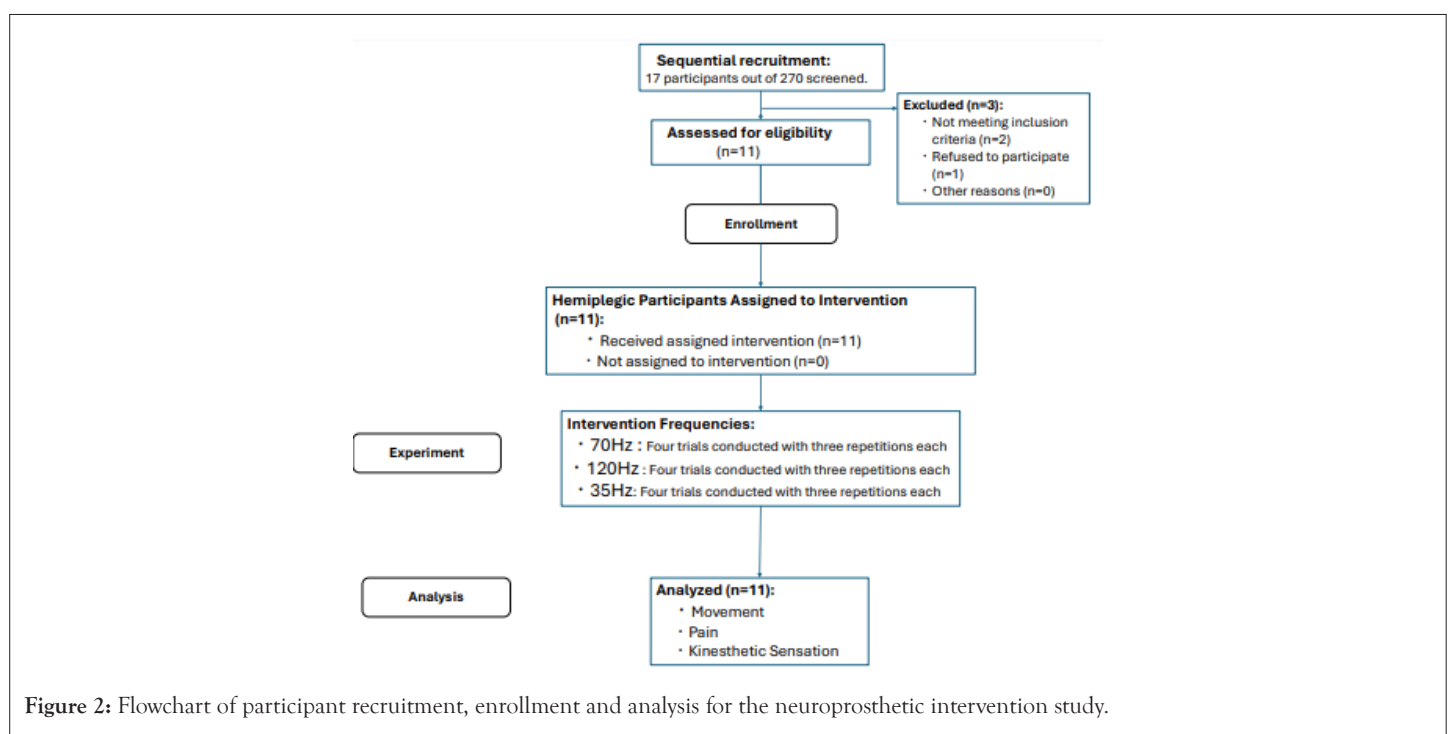 Sequential recruitment:
17 participants out of 270 screened.
Excluded (n=3):
· Not meeting inclusion
criteria (n=2)
· Refused to participate
(n=1)
· Other reasons (n=0)
Assessed for eligibility
(n=11)
Enrollment
Hemiplegic Participants Assigned to Intervention
(n=11):
· Received assigned intervention (n=11)
· Not assigned to intervention (n=0)
Experiment
Intervention Frequencies:
· 70Hz : Four trials conducted with three repetitions each
· 120Hz : Four trials conducted with three repetitions each
· 35Hz: Four trials conducted with three repetitions each
Analysis
Analyzed (n=11):
· Movement
· Pain
· Kinesthetic Sensation
Figure 2: Flowchart of participant recruitment, enrollment and analysis for the neuroprosthetic intervention study.